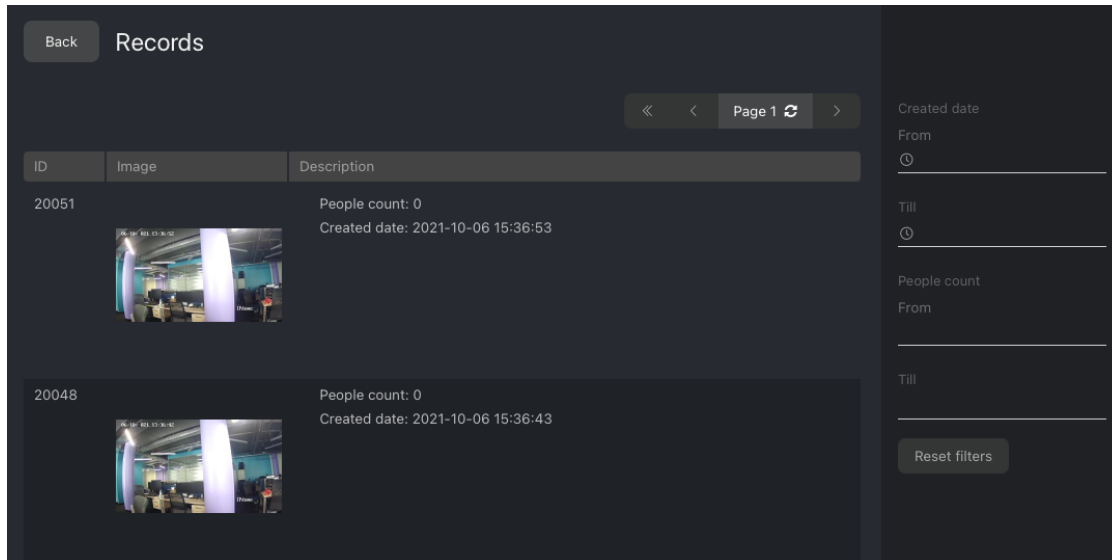 Back
Records
Page 1
ID Image Description
20051
People count: 0
Created date: 2021-10-06 15:36:53
20048
People count: 0
Created date: 2021-10-06 15:36:43
Created date
From
Till
People count
From
Till
Reset filters